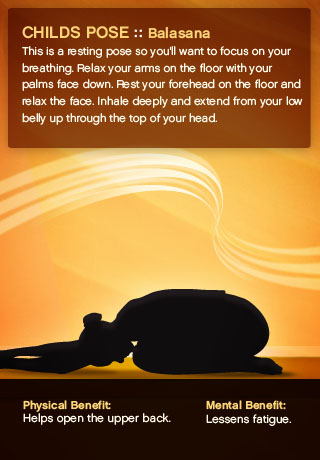 CHILDS POSE :: Balasana
This is a resting pose so you'll want to focus on your
breathing. Relax your arms on the floor with your
palms face down. Rest your forehead on the floor and
relax the face. Inhale deeply and extend from your low
belly up through the top of your head.
Physical Benefit:
Helps open the upper back.
Mental Benefit:
Lessens fatigue.